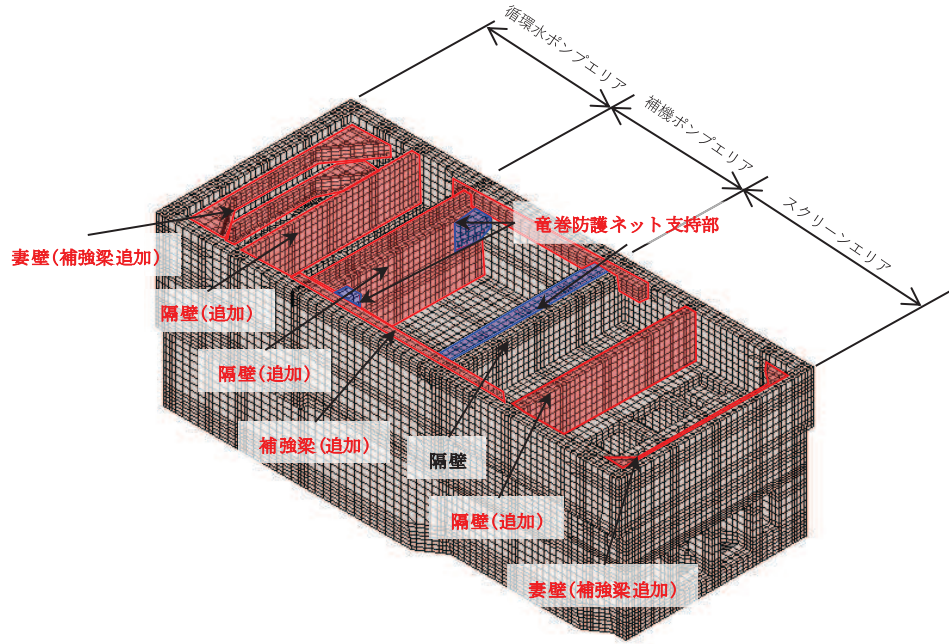 循環水ポンプエリア
補機ポンプエリア
スクリーンエリア
竜巻防護ネット支持部
妻壁(補強梁追加)
隔壁(追加)
隔壁(追加)
補強梁(追加)
隔壁
隔壁(追加)
妻壁(補強梁追加)